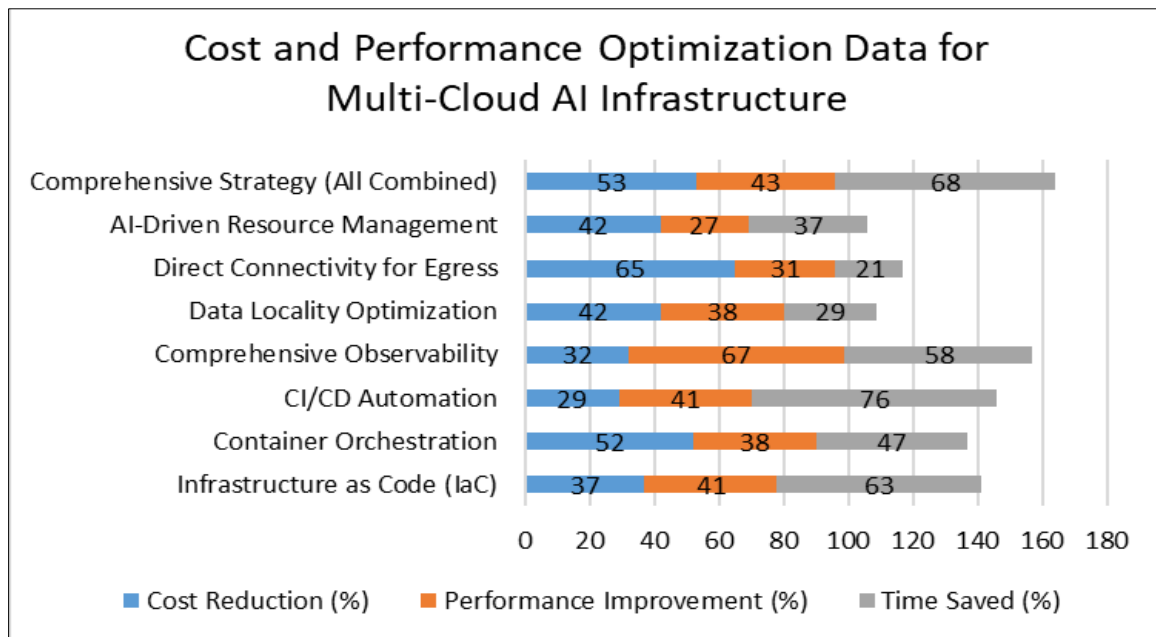 Cost and Performance Optimization Data for
Multi-Cloud AI Infrastructure
Comprehensive Strategy (All Combined) 53 43 68
AI-Driven Resource Management 42 27 37
Direct Connectivity for Egress 65 31 21
Data Locality Optimization 42 38 29
Comprehensive Observability 32 67 58
CI/CD Automation 29 41 76
Container Orchestration 52 38 47
Infrastructure as Code (IaC) 37 41 63
0 20 40 60 80 100 120 140 160 180
Cost Reduction (%) Performance Improvement (%) Time Saved (%)